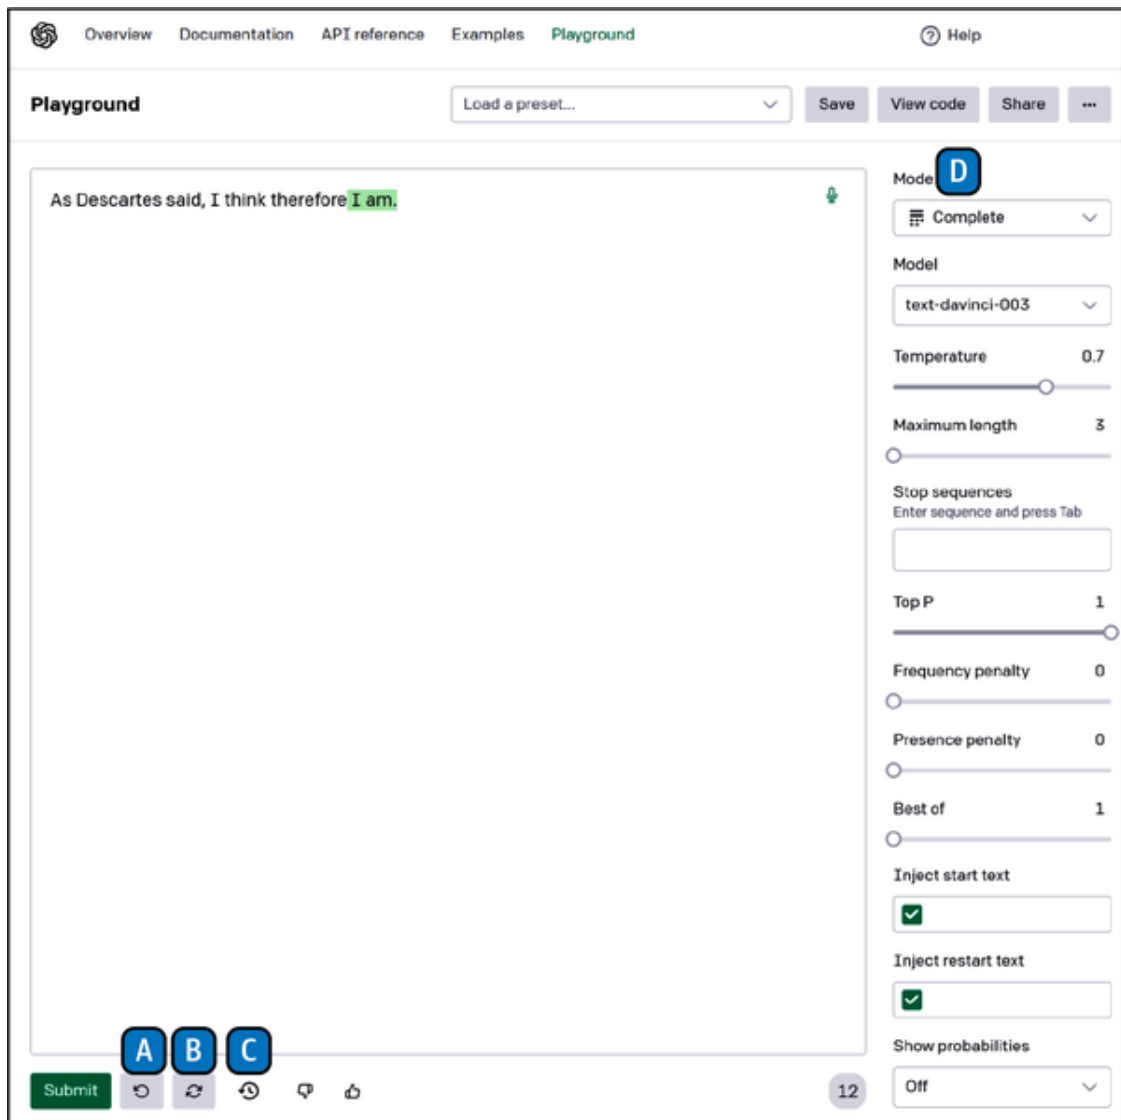 Overview Documentation API reference Examples Playground Help
Playground Load a preset... Save View code Share ...
As Descartes said, I think therefore I am.
Mode D
Complete
Model
text-davinci-003
Temperature 0.7
Maximum length 3
Stop sequences
Enter sequence and press Tab
Top P 1
Frequency penalty 0
Presence penalty 0
Best of 1
Inject start text
Inject restart text
Show probabilities
Off
A B C
Submit 12